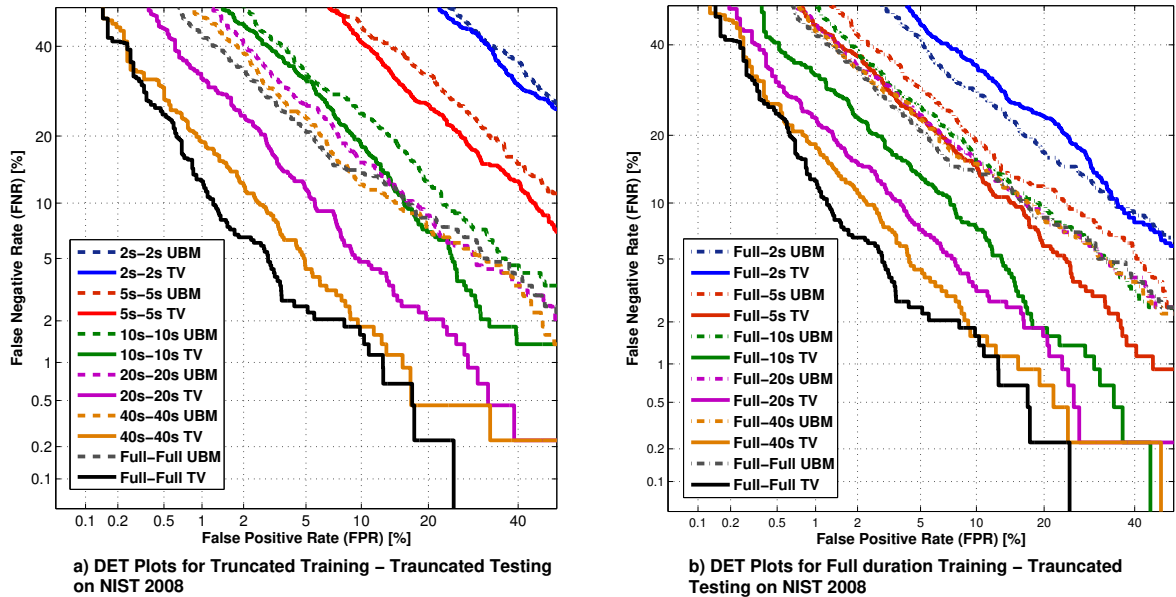 False Negative Rate (FNR) [%]
40
20
10
5
2
1
0.5
0.2
0.1
2s−2s UBM
2s−2s TV
5s−5s UBM
5s−5s TV
10s−10s UBM
10s−10s TV
20s−20s UBM
20s−20s TV
40s−40s UBM
40s−40s TV
Full−Full UBM
Full−Full TV
0.1 0.2 0.5 1 2 5 10 20 40
False Positive Rate (FPR) [%]
a) DET Plots for Truncated Training − Trauncated Testing
on NIST 2008
False Negative Rate (FNR) [%]
40
20
10
5
2
1
0.5
0.2
0.1
Full−2s UBM
Full−2s TV
Full−5s UBM
Full−5s TV
Full−10s UBM
Full−10s TV
Full−20s UBM
Full−20s TV
Full−40s UBM
Full−40s TV
Full−Full UBM
Full−Full TV
0.1 0.2 0.5 1 2 5 10 20 40
False Positive Rate (FPR) [%]
b) DET Plots for Full duration Training − Trauncated
Testing on NIST 2008